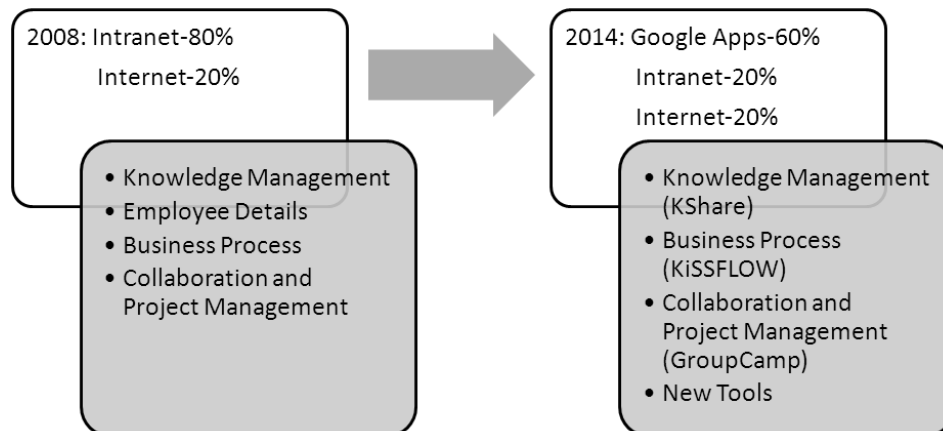 2008: Intranet-80%
Internet-20%
• Knowledge Management
• Employee Details
• Business Process
• Collaboration and
Project Management
2014: Google Apps-60%
Intranet-20%
Internet-20%
• Knowledge Management
(KShare)
• Business Process
(KiSSFLOW)
• Collaboration and
Project Management
(GroupCamp)
• New Tools